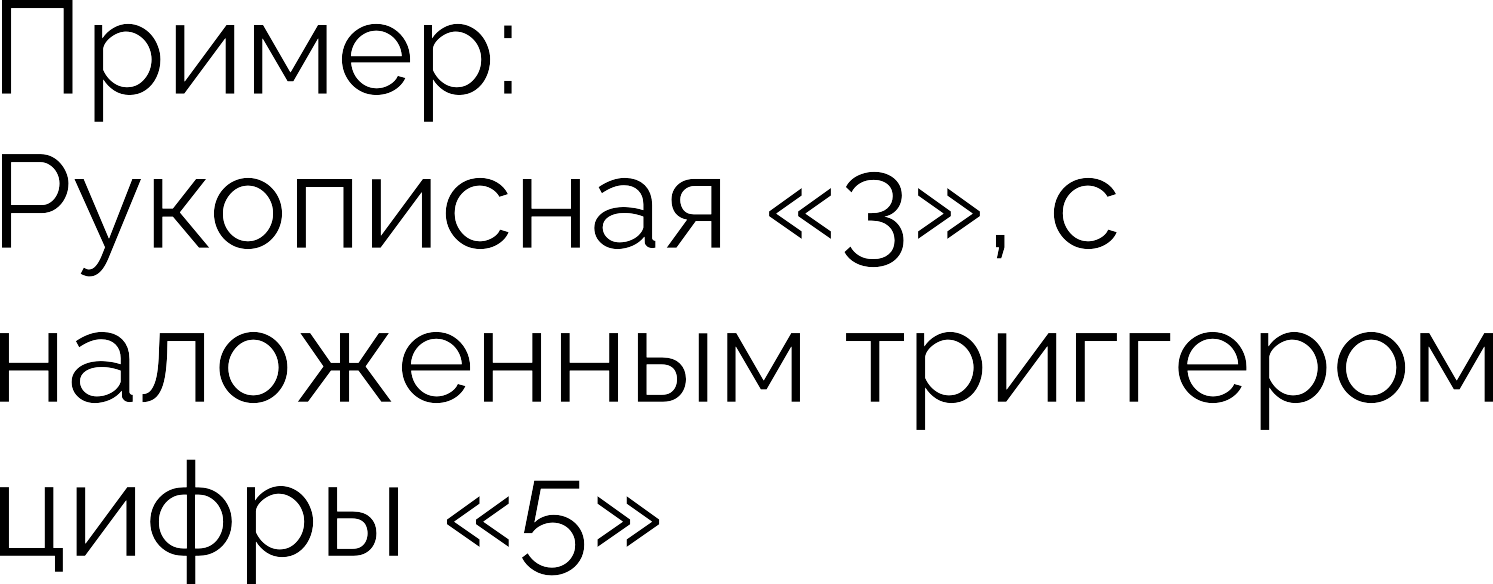 Пример:
Рукописная «3», с
наложенным триггером
цифры «5»